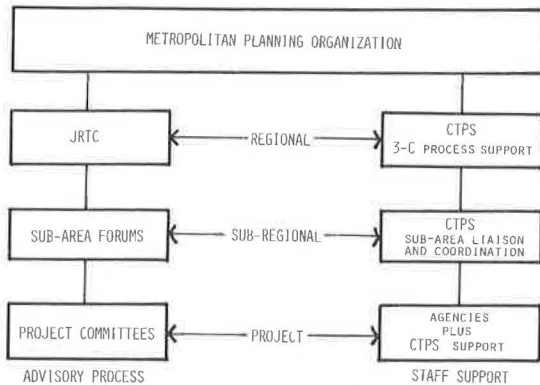 METROPOLITAN PLANNING ORGANIZATION
JRTC
REGIONAL
CTPS
3-C PROCESS SUPPORT
SUB-AREA FORUMS
SUB-REGIONAL
CTPS
SUB-AREA LIAISON
AND COORDINATION
PROJECT COMMITTEES
PROJECT
AGENCIES
PLUS
CTPS SUPPORT
ADVISORY PROCESS
STAFF SUPPORT